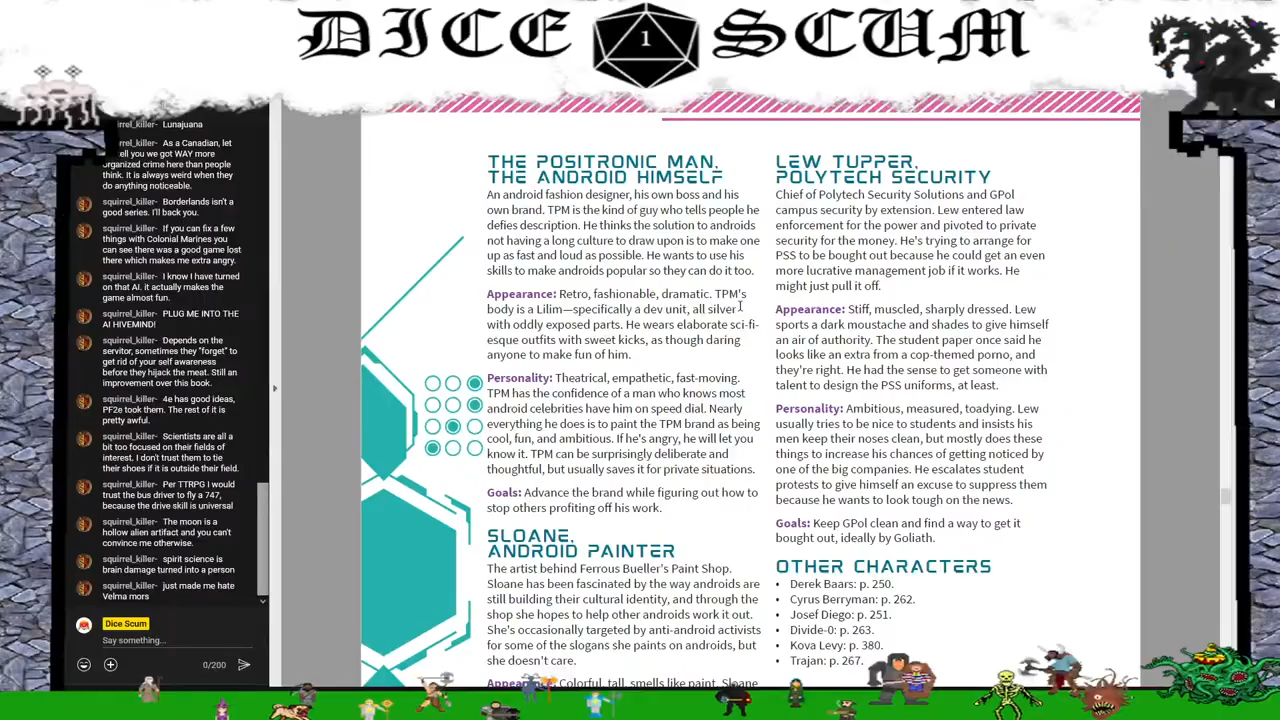 DICE 1 SCUM
Lunajuana
As a Canadian, let
tell you we got WAY more
organized crime here than people
think. It is always weird when they
do anything noticeable.
squirrel_killer- Borderlands isn't a
good series. I'll back you.
squirrel_killer- If you can fix a few
things with Colonial Marines you
can see there was a good game lost
there which makes me extra angry.
squirrel_killer- I know I have turned
on that AI. it actually makes the
game almost fun.
squirrel_killer- PLUG ME INTO THE
AI HIVEMIND!
squirrel_killer- Depends on the
servitor, sometimes they "forget" to
get rid of your self awareness
before they hijack the meat. Still an
improvement over this book.
squirrel_killer- 4e has good ideas,
PF2e took them. The rest of it is
pretty awful.
squirrel_killer- Scientists are all a
bit too focused on their fields of
interest. I don't trust them to tie
their shoes if it is outside their field.
squirrel_killer- Per TTRPG I would
trust the bus driver to fly a 747,
because the drive skill is universal
squirrel_killer- The moon is a
hollow alien artifact and you can't
convince me otherwise.
squirrel_killer- spirit science is
brain damage turned into a person
squirrel_killer- just made me hate
Velma mors
Dice Scum
Say something...
0/200
THE POSITRONIC MAN,
THE ANDROID HIMSELF
An android fashion designer, his own boss and his
own brand. TPM is the kind of guy who tells people he
defies description. He thinks the solution to androids
not having a long culture to draw upon is to make one
up as fast and loud as possible. He wants to use his
skills to make androids popular so they can do it too.
Appearance: Retro, fashionable, dramatic. TPM's
body is a Lilim—specifically a dev unit, all silver
with oddly exposed parts. He wears elaborate sci-fi-
esque outfits with sweet kicks, as though daring
anyone to make fun of him.
Personality: Theatrical, empathetic, fast-moving.
TPM has the confidence of a man who knows most
android celebrities have him on speed dial. Nearly
everything he does is to paint the TPM brand as being
cool, fun, and ambitious. If he's angry, he will let you
know it. TPM can be surprisingly deliberate and
thoughtful, but usually saves it for private situations.
Goals: Advance the brand while figuring out how to
stop others profiting off his work.
SLOANE,
ANDROID PAINTER
The artist behind Ferrous Bueller's Paint Shop.
Sloane has been fascinated by the way androids are
still building their cultural identity, and through the
shop she hopes to help other androids work it out.
She's occasionally targeted by anti-android activists
for some of the slogans she paints on androids, but
she doesn't care.
Appearance: Colorful, tall, smells like paint. Sloane
LEW TUPPER,
POLYTECH SECURITY
Chief of Polytech Security Solutions and GPol
campus security by extension. Lew entered law
enforcement for the power and pivoted to private
security for the money. He's trying to arrange for
PSS to be bought out because he could get an even
more lucrative management job if it works. He
might just pull it off.
Appearance: Stiff, muscled, sharply dressed. Lew
sports a dark moustache and shades to give himself
an air of authority. The student paper once said he
looks like an extra from a cop-themed porno, and
they're right. He had the sense to get someone with
talent to design the PSS uniforms, at least.
Personality: Ambitious, measured, toadying. Lew
usually tries to be nice to students and insists his
men keep their noses clean, but mostly does these
things to increase his chances of getting noticed by
one of the big companies. He escalates student
protests to give himself an excuse to suppress them
because he wants to look tough on the news.
Goals: Keep GPol clean and find a way to get it
bought out, ideally by Goliath.
OTHER CHARACTERS
• Derek Baars: p. 250.
• Cyrus Berryman: p. 262.
• Josef Diego: p. 251.
• Divide-0: p. 263.
• Kova Levy: p. 380.
• Trajan: p. 267.